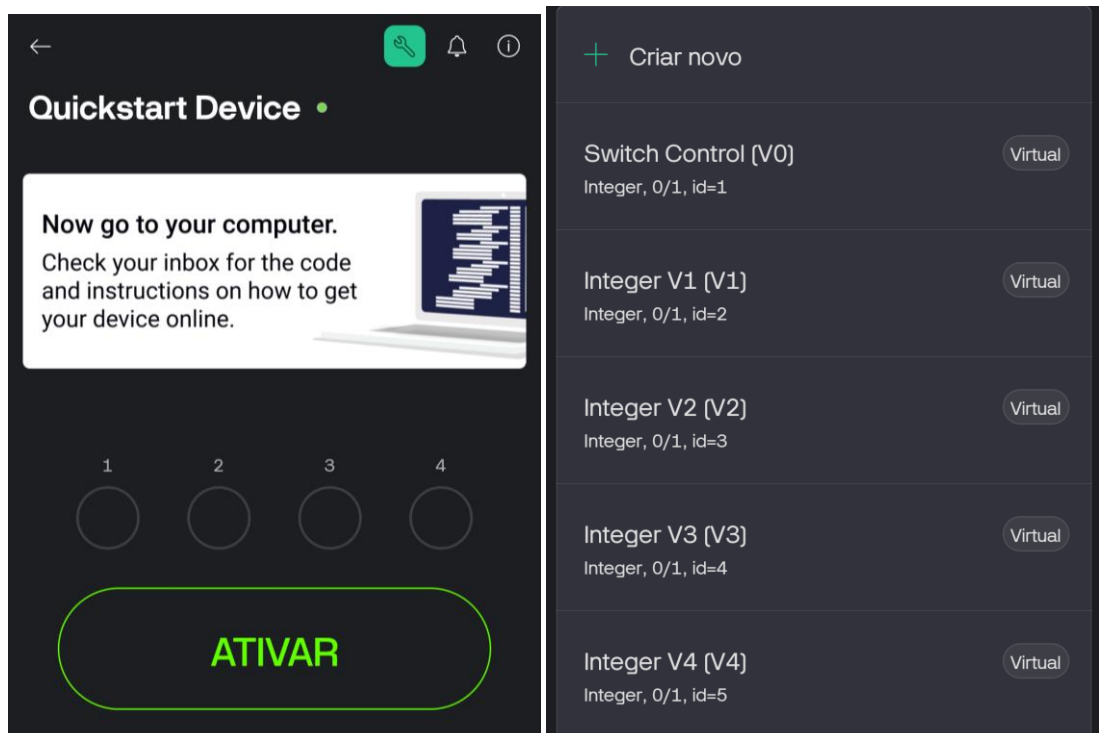 Quickstart Device
Now go to your computer.
Check your inbox for the code
and instructions on how to get
your device online.
1 2 3 4
ATIVAR
Criar novo
Switch Control (V0) Virtual
Integer, 0/1, id=1
Integer V1 (V1) Virtual
Integer, 0/1, id=2
Integer V2 (V2) Virtual
Integer, 0/1, id=3
Integer V3 (V3) Virtual
Integer, 0/1, id=4
Integer V4 (V4) Virtual
Integer, 0/1, id=5